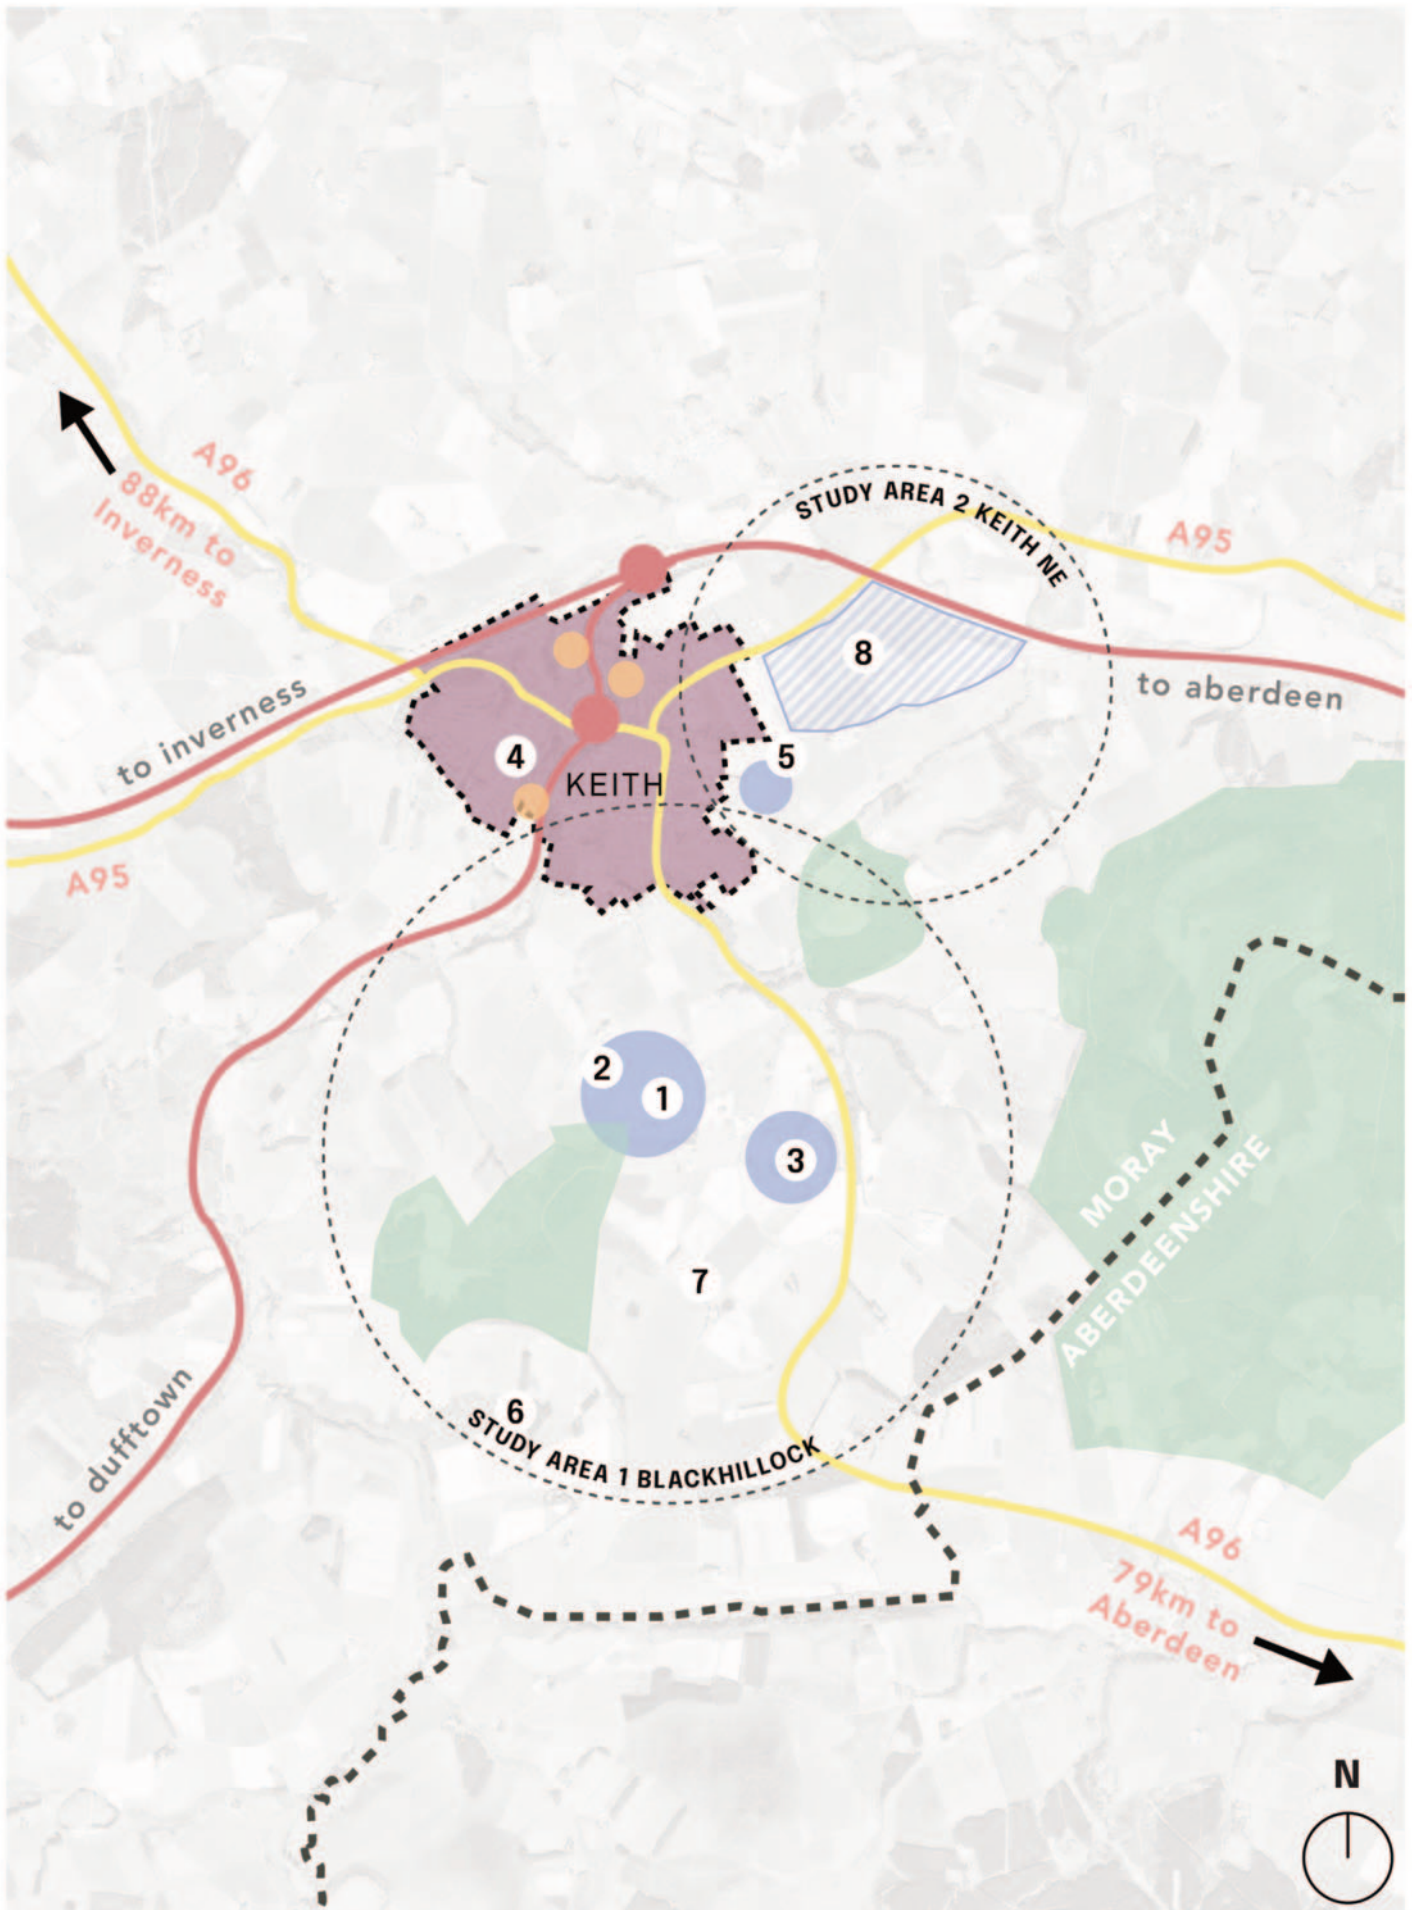 A96
88km to
Inverness
STUDY AREA 2 KEITH NE
A95
8
to aberdeen
to inverness
4
5
KEITH
A95
2
1
3
MORAY
ABERDEENSHIRE
7
6
STUDY AREA 1 BLACKHILLOCK
to dufftown
A96
79km to
Aberdeen
N